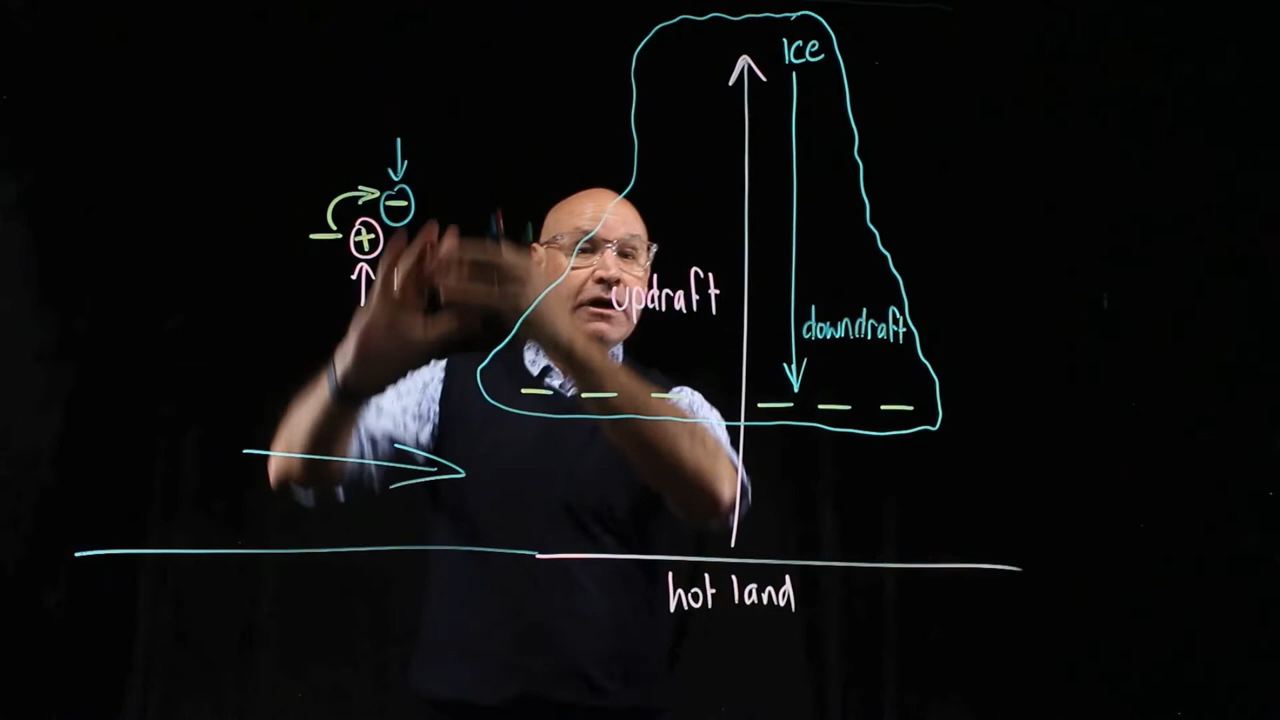 Ice
−
− +
updraft
downdraft
− − − − − −
hot land